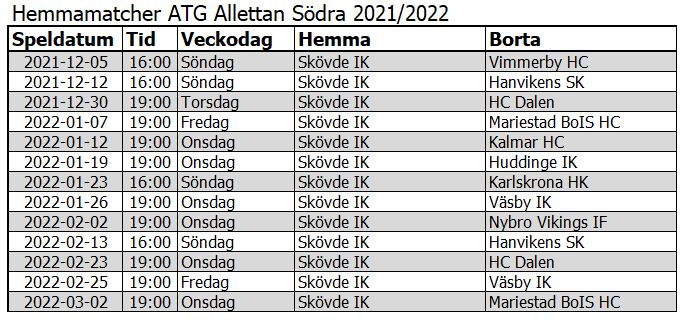 Hemmamatcher ATG Allettan Södra 2021/2022
Speldatum Tid Veckodag Hemma Borta
2021-12-05 16:00 Söndag Skövde IK Vimmerby HC
2021-12-12 16:00 Söndag Skövde IK Hanvikens SK
2021-12-30 19:00 Torsdag Skövde IK HC Dalen
2022-01-07 19:00 Fredag Skövde IK Mariestad BoIS HC
2022-01-12 19:00 Onsdag Skövde IK Kalmar HC
2022-01-19 19:00 Onsdag Skövde IK Huddinge IK
2022-01-23 16:00 Söndag Skövde IK Karlskrona HK
2022-01-26 19:00 Onsdag Skövde IK Väsby IK
2022-02-02 19:00 Onsdag Skövde IK Nybro Vikings IF
2022-02-13 16:00 Söndag Skövde IK Hanvikens SK
2022-02-23 19:00 Onsdag Skövde IK HC Dalen
2022-02-25 19:00 Fredag Skövde IK Väsby IK
2022-03-02 19:00 Onsdag Skövde IK Mariestad BoIS HC